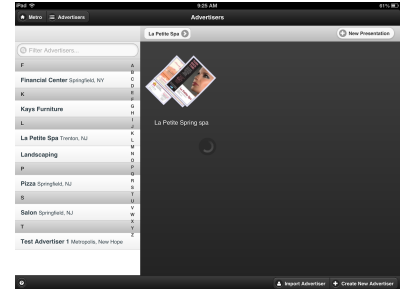 iPad
9:25 AM
81%
Metro
Advertisers
Advertisers
La Petite Spa
New Presentation
Filter Advertisers...
F
Financial Center Springfield, NY
K
Kays Furniture
L
La Petite Spa Trenton, NJ
Landscaping
P
Pizza Springfield, NJ
S
Salon Springfield, NJ
T
Test Advertiser 1 Metropolis, New Hope
A
B
C
D
E
F
G
H
I
J
K
L
M
N
O
P
Q
R
S
T
U
V
W
X
Y
Z
La Petite Spring spa
Import Advertiser
Create New Advertiser